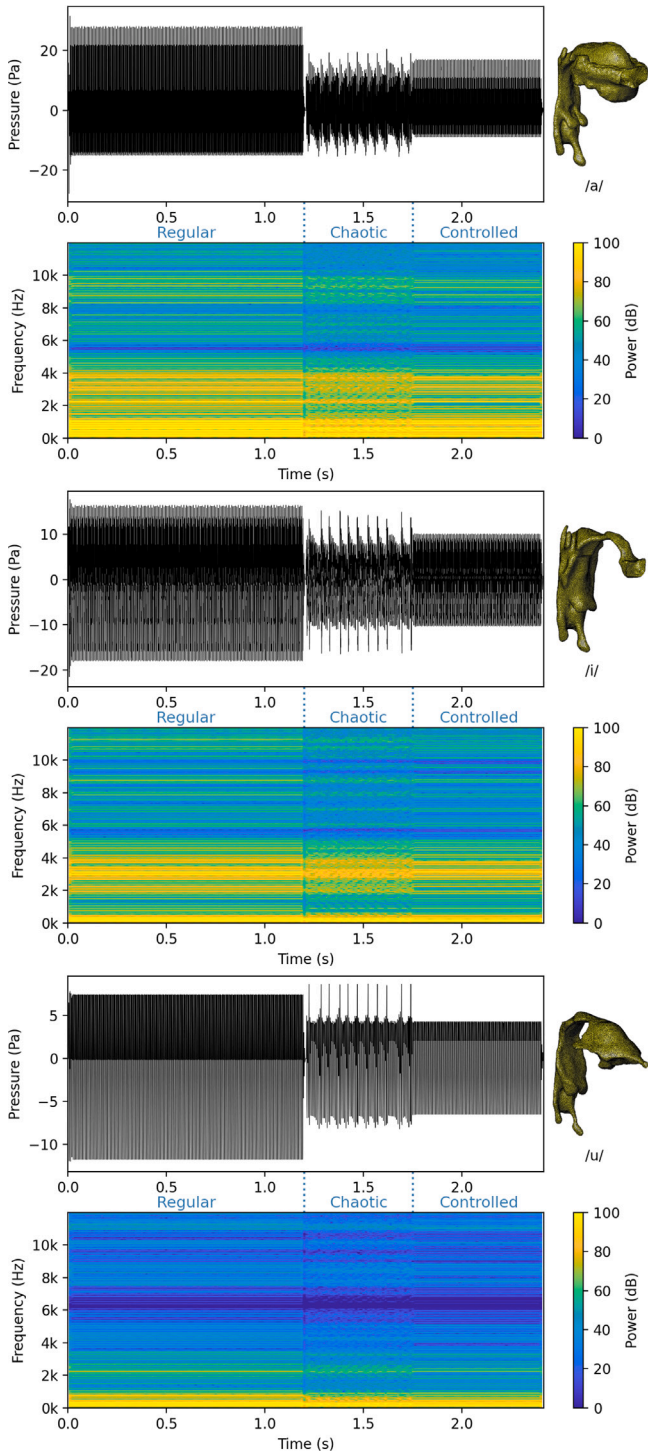 Pressure (Pa)
20
0
−20
0.0 0.5 1.0 1.5 2.0
/a/
Regular Chaotic Controlled
Frequency (Hz)
10k
8k
6k
4k
2k
0k
0.0 0.5 1.0 1.5 2.0
Time (s)
100
80
60
40
20
0
Power (dB)
Pressure (Pa)
10
0
−10
−20
0.0 0.5 1.0 1.5 2.0
/i/
Regular Chaotic Controlled
Frequency (Hz)
10k
8k
6k
4k
2k
0k
0.0 0.5 1.0 1.5 2.0
Time (s)
100
80
60
40
20
0
Power (dB)
Pressure (Pa)
5
0
−5
−10
0.0 0.5 1.0 1.5 2.0
/u/
Regular Chaotic Controlled
Frequency (Hz)
10k
8k
6k
4k
2k
0k
0.0 0.5 1.0 1.5 2.0
Time (s)
100
80
60
40
20
0
Power (dB)